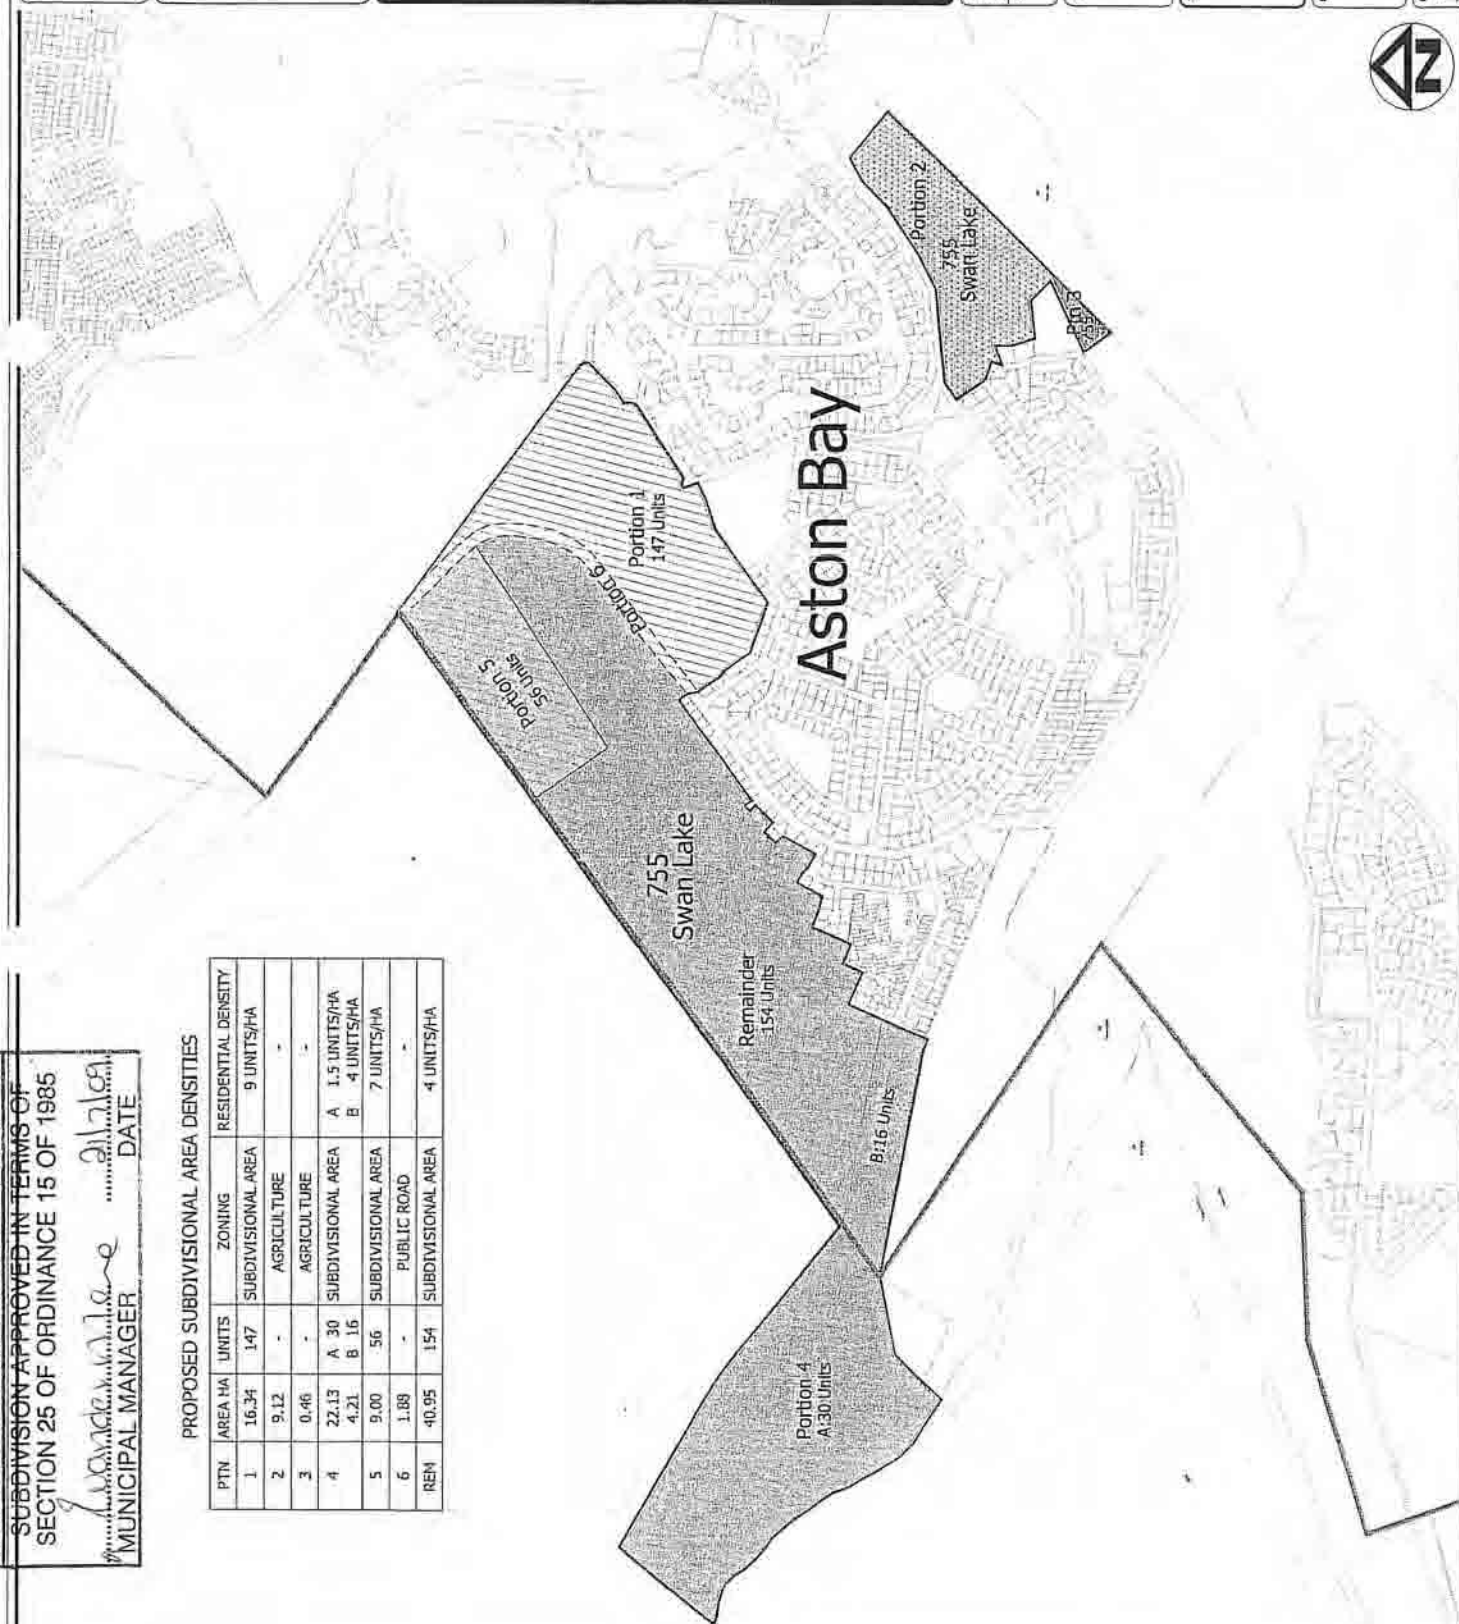 SUBDIVISION APPROVED IN TERMS OF
SECTION 25 OF ORDINANCE 15 OF 1985
MUNICIPAL MANAGER DATE
PROPOSED SUBDIVISIONAL AREA DENSITIES
PTN AREA HA UNITS ZONING RESIDENTIAL DENSITY
1 16.34 147 SUBDIVISIONAL AREA 9 UNITS/HA
2 9.12 - AGRICULTURE -
3 0.46 - AGRICULTURE -
4 22.13 A 30 SUBDIVISIONAL AREA A 1.5 UNITS/HA
4.21 B 16 B 4 UNITS/HA
5 9.00 56 SUBDIVISIONAL AREA 7 UNITS/HA
6 1.88 - PUBLIC ROAD -
REM 40.95 154 SUBDIVISIONAL AREA 4 UNITS/HA
N
Portion 5
56 Units
Portion 6
Portion 1
147 Units
755
Swan Lake
Remainder
154 Units
B:16 Units
Portion 4
A:30 Units
Aston Bay
Portion 2
755
Swan Lake
Ptn 3
755